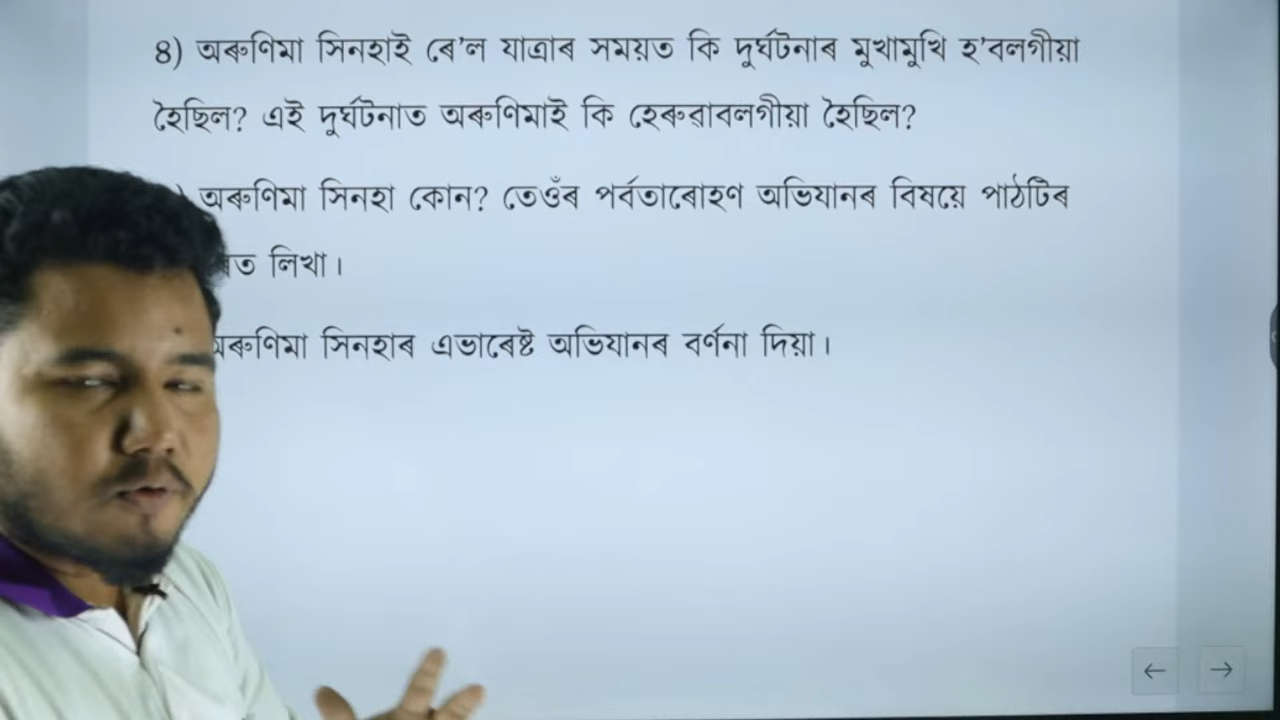 ৪) অৰুণিমা সিনহাই ৰে'ল যাত্ৰাৰ সময়ত কি দুৰ্ঘটনাৰ মুখামুখি হ'বলগীয়া
হৈছিল? এই দুৰ্ঘটনাত অৰুণিমাই কি হেৰুৱাবলগীয়া হৈছিল?
) অৰুণিমা সিনহা কোন? তেওঁৰ পৰ্বতাৰোহণ অভিযানৰ বিষয়ে পাঠটিৰ
লিখা।
অৰুণিমা সিনহাৰ এভাৰেষ্ট অভিযানৰ বৰ্ণনা দিয়া।